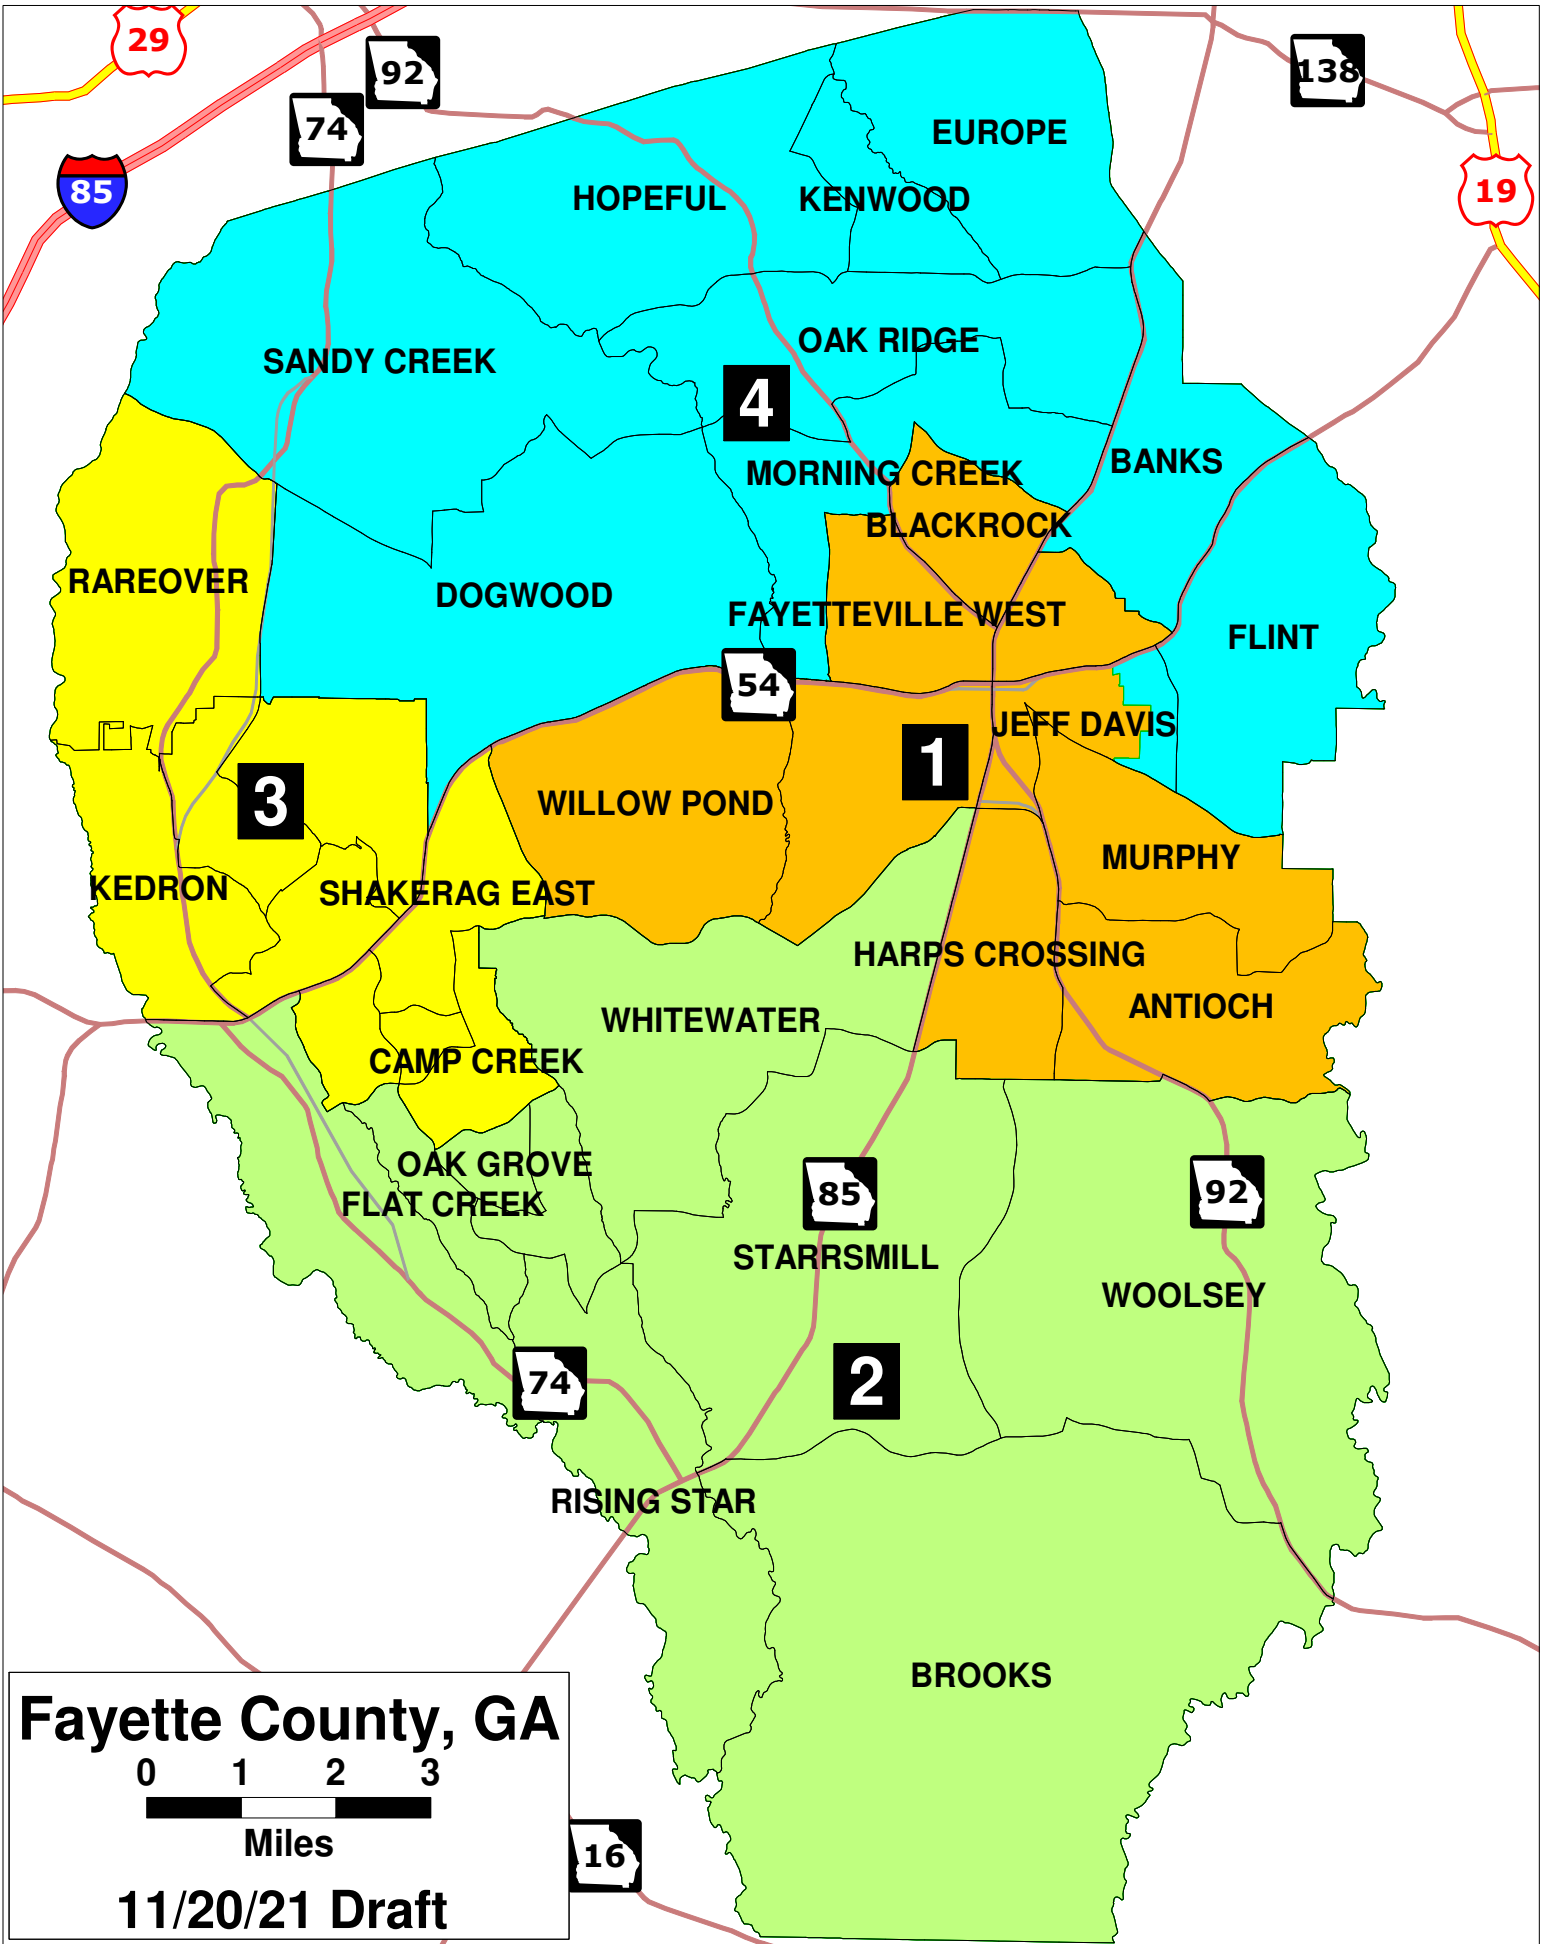 29
92
138
74
EUROPE
85
19
HOPEFUL
KENWOOD
OAK RIDGE
SANDY CREEK
4
BANKS
MORNING CREEK
BLACKROCK
RAREOVER
DOGWOOD
FAYETTEVILLE WEST
FLINT
54
JEFF DAVIS
1
3
WILLOW POND
MURPHY
KEDRON
SHAKERAG EAST
HARPS CROSSING
ANTIOCH
WHITEWATER
CAMP CREEK
OAK GROVE
85
92
FLAT CREEK
STARRSMILL
WOOLSEY
74
2
RISING STAR
BROOKS
Fayette County, GA
0 1 2 3
Miles
16
11/20/21 Draft